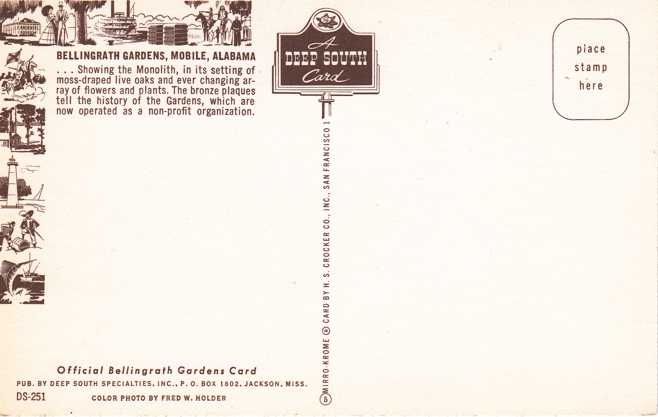 BELLINGRATH GARDENS, MOBILE, ALABAMA
. . . Showing the Monolith, in its setting of
moss-draped live oaks and ever changing ar-
ray of flowers and plants. The bronze plaques
tell the history of the Gardens, which are
now operated as a non-profit organization.
A
DEEP SOUTH
Card
place
stamp
here
MIRRO-KROME ® CARD BY H. S. CROCKER CO., INC., SAN FRANCISCO 1
Official Bellingrath Gardens Card
PUB. BY DEEP SOUTH SPECIALTIES, INC., P. O. BOX 1802, JACKSON, MISS.
DS-251 COLOR PHOTO BY FRED W. HOLDER